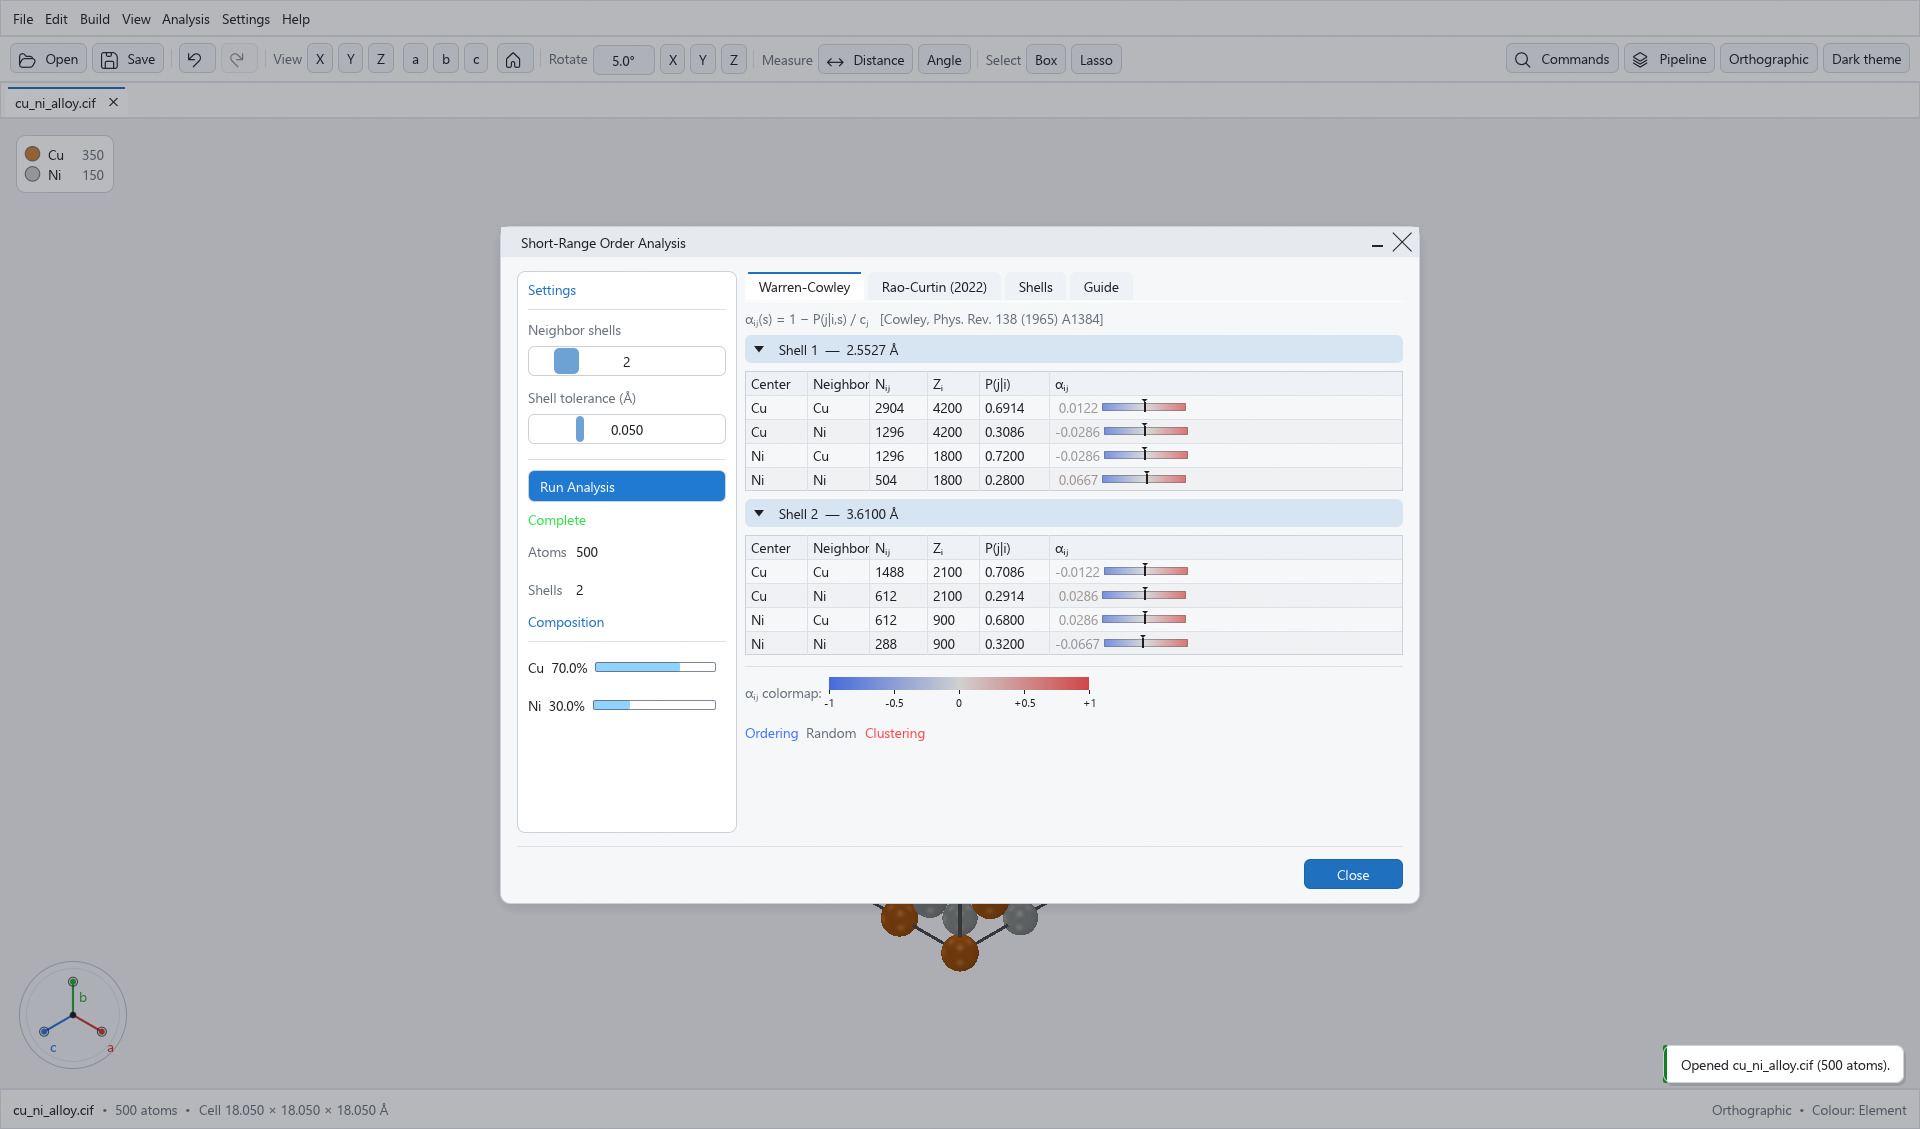 File Edit Build View Analysis Settings Help
Open Save View X Y Z a b c Rotate 5.0° X Y Z Measure Distance Angle Select Box Lasso Commands Pipeline Orthographic Dark theme
cu_ni_alloy.cif
Cu 350
Ni 150
Short-Range Order Analysis
Settings
Neighbor shells
2
Shell tolerance (Å)
0.050
Run Analysis
Complete
Atoms 500
Shells 2
Composition
Cu 70.0%
Ni 30.0%
Warren-Cowley Rao-Curtin (2022) Shells Guide
αᵢⱼ(s) = 1 − P(j|i,s) / cⱼ [Cowley, Phys. Rev. 138 (1965) A1384]
Shell 1 — 2.5527 Å
Center Neighbor Nᵢⱼ Zᵢ P(j|i) αᵢⱼ
Cu Cu 2904 4200 0.6914 0.0122
Cu Ni 1296 4200 0.3086 -0.0286
Ni Cu 1296 1800 0.7200 -0.0286
Ni Ni 504 1800 0.2800 0.0667
Shell 2 — 3.6100 Å
Center Neighbor Nᵢⱼ Zᵢ P(j|i) αᵢⱼ
Cu Cu 1488 2100 0.7086 -0.0122
Cu Ni 612 2100 0.2914 0.0286
Ni Cu 612 900 0.6800 0.0286
Ni Ni 288 900 0.3200 -0.0667
αᵢⱼ colormap:
-1 -0.5 0 +0.5 +1
Ordering Random Clustering
Close
b
c a
Opened cu_ni_alloy.cif (500 atoms).
cu_ni_alloy.cif • 500 atoms • Cell 18.050 × 18.050 × 18.050 Å
Orthographic • Colour: Element